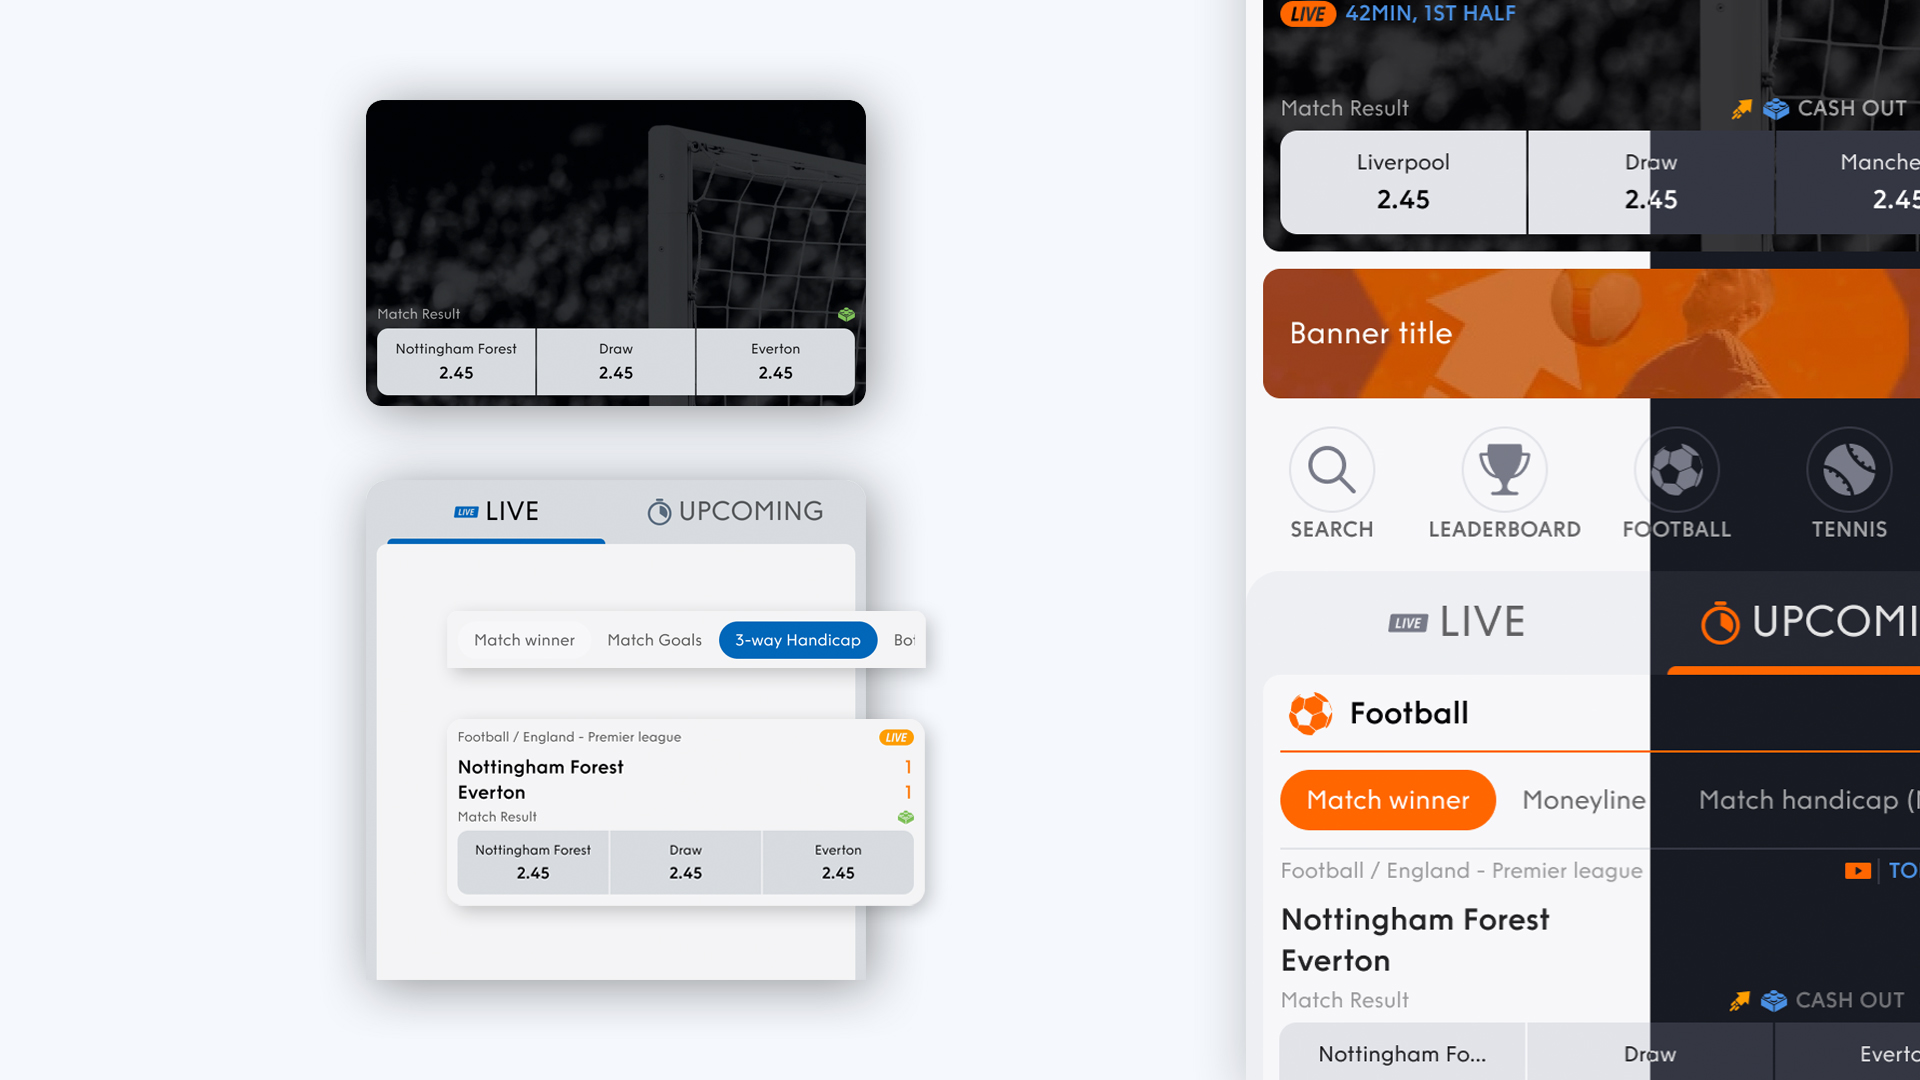 Match Result
Nottingham Forest Draw Everton
2.45 2.45 2.45
LIVE LIVE UPCOMING
Match winner Match Goals 3-way Handicap Bot
Football / England - Premier league LIVE
Nottingham Forest 1
Everton 1
Match Result
Nottingham Forest Draw Everton
2.45 2.45 2.45
LIVE 42MIN, 1ST HALF
Match Result CASH OUT
Liverpool Draw Manche
2.45 2.45 2.45
Banner title
SEARCH LEADERBOARD FOOTBALL TENNIS
LIVE LIVE UPCOMI
Football
Match winner Moneyline Match handicap (
Football / England - Premier league TO
Nottingham Forest
Everton
Match Result CASH OUT
Nottingham Fo... Draw Everto